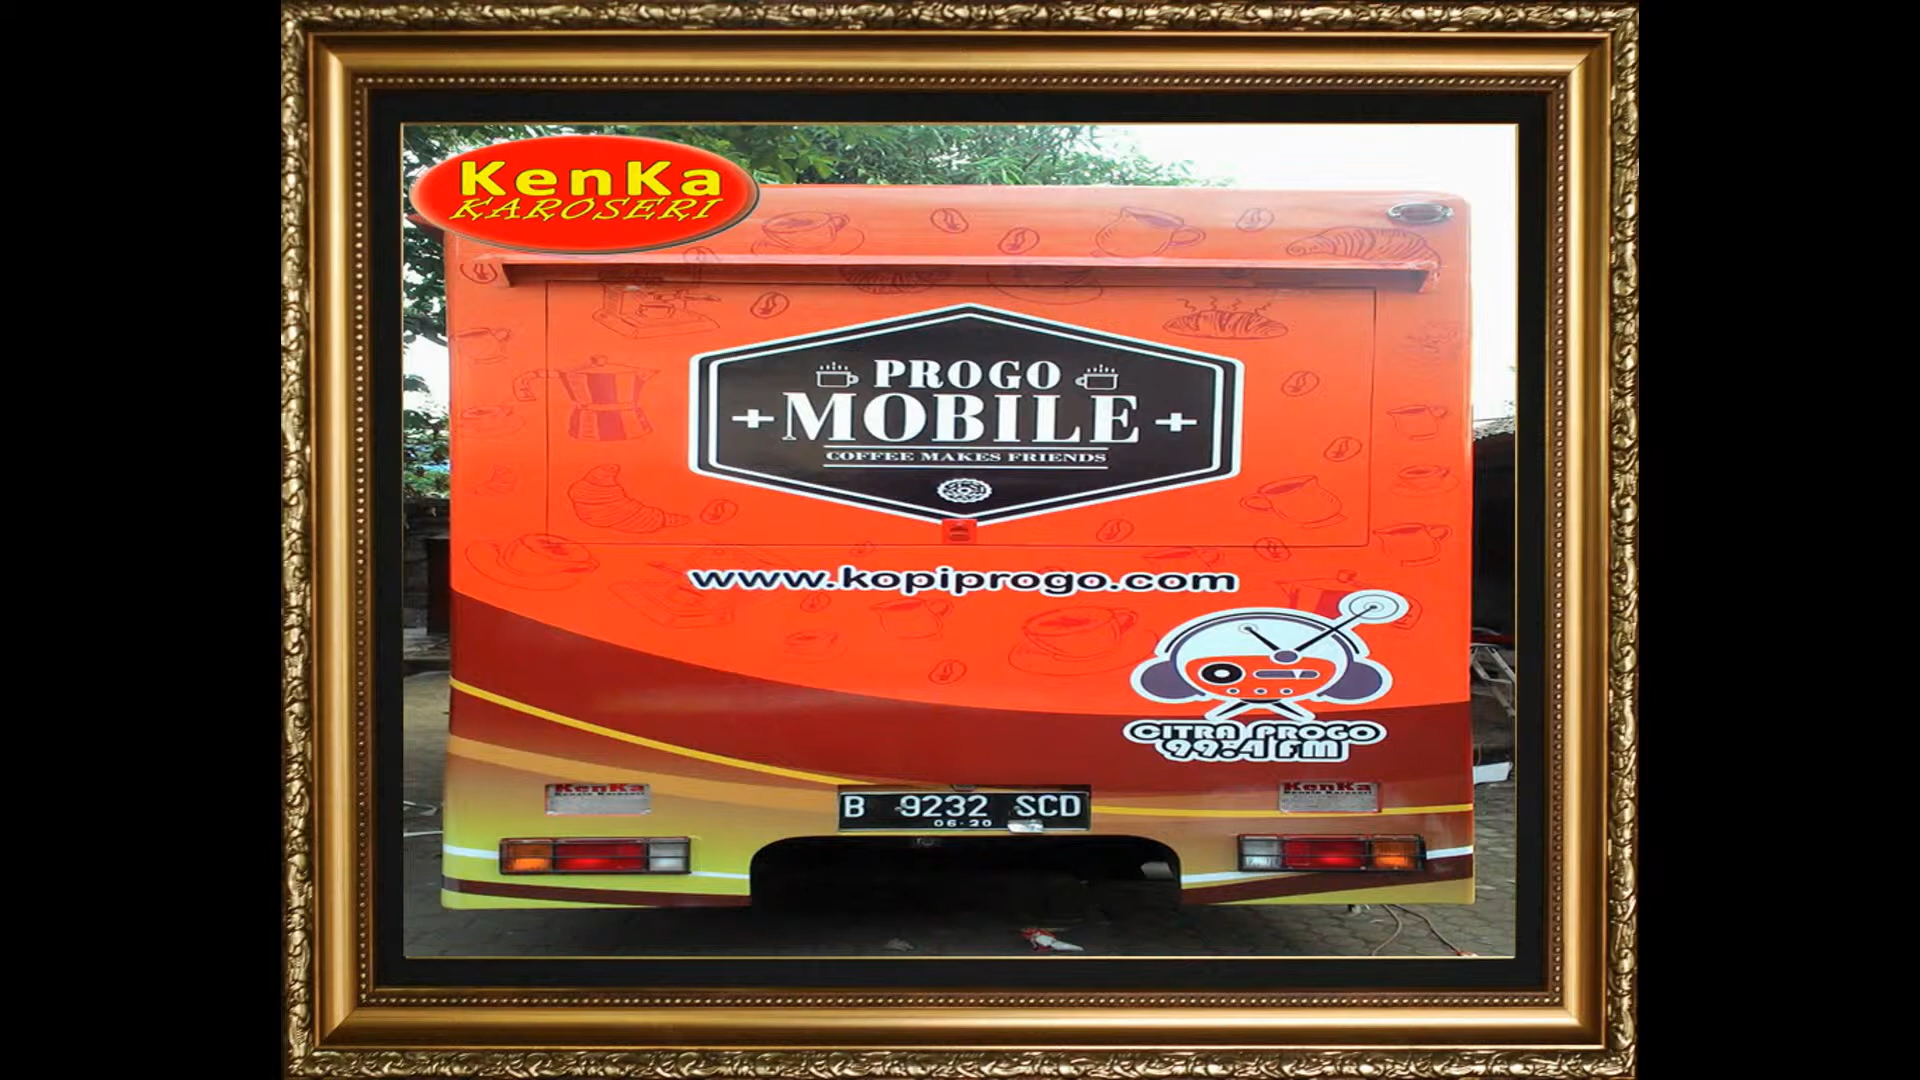 KenKa
KAROSERI
PROGO
+MOBILE+
COFFEE MAKES FRIENDS
www.kopiprogo.com
CITRA PROGO
99.4 FM
KenKa
KenKa
B 9232 SCD
06·20